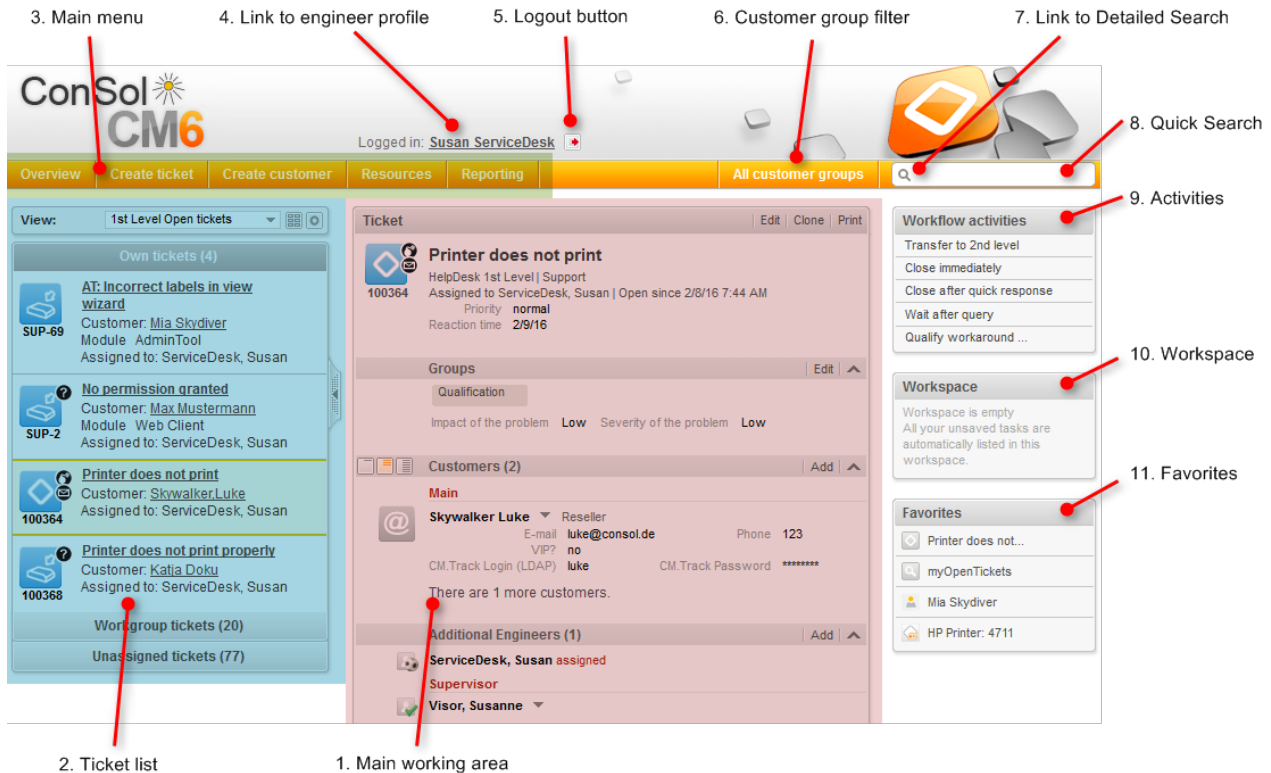 3. Main menu
4. Link to engineer profile
5. Logout button
6. Customer group filter
7. Link to Detailed Search
ConSol
CM6
Logged in: Susan ServiceDesk
8. Quick Search
Overview
Create ticket
Create customer
Resources
Reporting
All customer groups
View:
1st Level Open tickets
Own tickets (4)
AT: Incorrect labels in view
wizard
Customer: Mia Skydiver
Module AdminTool
Assigned to: ServiceDesk, Susan
SUP-69
No permission granted
Customer: Max Mustermann
Module Web Client
Assigned to: ServiceDesk, Susan
SUP-2
Printer does not print
Customer: Skywalker,Luke
Assigned to: ServiceDesk, Susan
100364
Printer does not print properly
Customer: Katja Doku
Assigned to: ServiceDesk, Susan
100368
Workgroup tickets (20)
Unassigned tickets (77)
2. Ticket list
Ticket
Edit
Clone
Print
Printer does not print
HelpDesk 1st Level | Support
100364
Assigned to ServiceDesk, Susan | Open since 2/8/16 7:44 AM
Priority normal
Reaction time 2/9/16
Groups
Edit
Qualification
Impact of the problem Low Severity of the problem Low
Customers (2)
Add
Main
Skywalker Luke Reseller
E-mail luke@consol.de Phone 123
VIP? no
CM.Track Login (LDAP) luke CM.Track Password ********
There are 1 more customers.
Additional Engineers (1)
Add
ServiceDesk, Susan assigned
Supervisor
Visor, Susanne
1. Main working area
9. Activities
Workflow activities
Transfer to 2nd level
Close immediately
Close after quick response
Wait after query
Qualify workaround ...
10. Workspace
Workspace
Workspace is empty
All your unsaved tasks are
automatically listed in this
workspace.
11. Favorites
Favorites
Printer does not...
myOpenTickets
Mia Skydiver
HP Printer: 4711